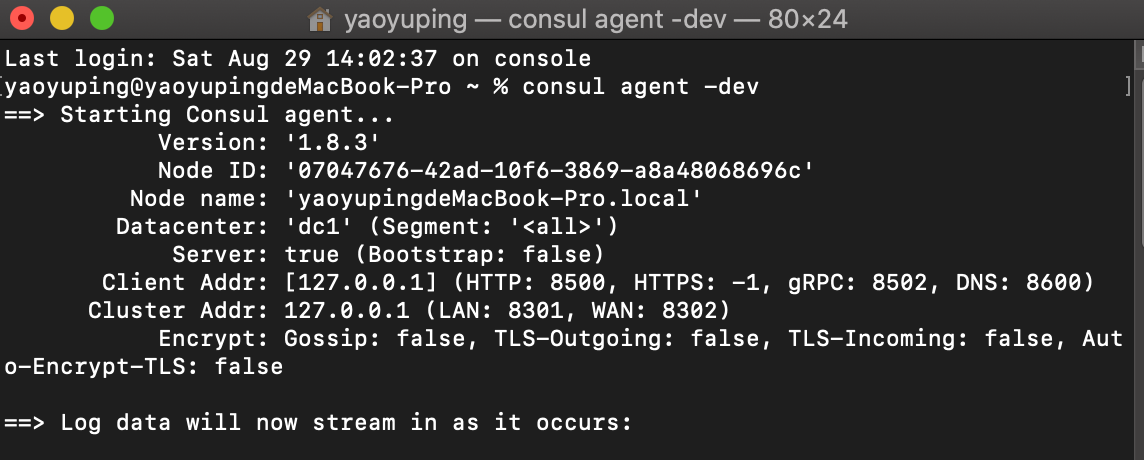 yaoyuping — consul agent -dev — 80×24
Last login: Sat Aug 29 14:02:37 on console
[yaoyuping@yaoyupingdeMacBook-Pro ~ % consul agent -dev ]
==> Starting Consul agent...
Version: '1.8.3'
Node ID: '07047676-42ad-10f6-3869-a8a48068696c'
Node name: 'yaoyupingdeMacBook-Pro.local'
Datacenter: 'dc1' (Segment: '<all>')
Server: true (Bootstrap: false)
Client Addr: [127.0.0.1] (HTTP: 8500, HTTPS: -1, gRPC: 8502, DNS: 8600)
Cluster Addr: 127.0.0.1 (LAN: 8301, WAN: 8302)
Encrypt: Gossip: false, TLS-Outgoing: false, TLS-Incoming: false, Aut
o-Encrypt-TLS: false
==> Log data will now stream in as it occurs: